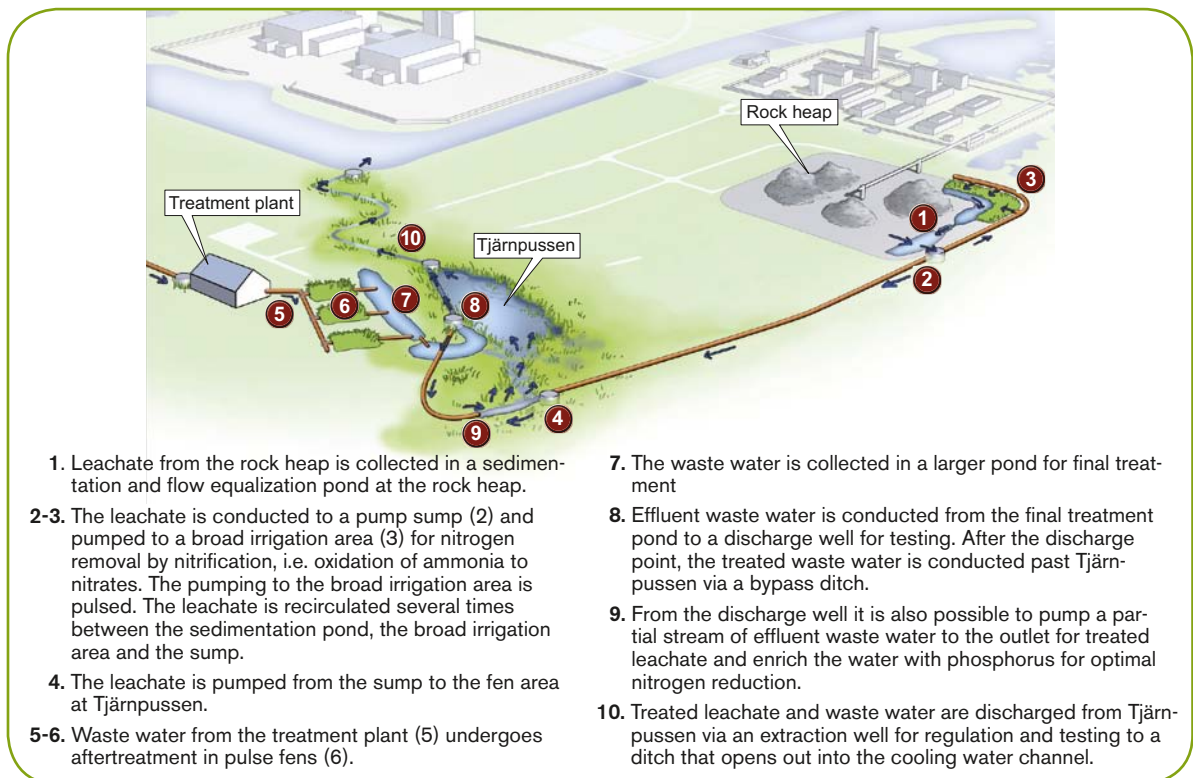 Rock heap
3
Treatment plant
1
10
Tjärnpussen
2
5
6
7
8
9
4
1. Leachate from the rock heap is collected in a sedimen-
tation and flow equalization pond at the rock heap.
2-3. The leachate is conducted to a pump sump (2) and
pumped to a broad irrigation area (3) for nitrogen
removal by nitrification, i.e. oxidation of ammonia to
nitrates. The pumping to the broad irrigation area is
pulsed. The leachate is recirculated several times
between the sedimentation pond, the broad irrigation
area and the sump.
4. The leachate is pumped from the sump to the fen area
at Tjärnpussen.
5-6. Waste water from the treatment plant (5) undergoes
aftertreatment in pulse fens (6).
7. The waste water is collected in a larger pond for final treat-
ment
8. Effluent waste water is conducted from the final treatment
pond to a discharge well for testing. After the discharge
point, the treated waste water is conducted past Tjärn-
pussen via a bypass ditch.
9. From the discharge well it is also possible to pump a par-
tial stream of effluent waste water to the outlet for treated
leachate and enrich the water with phosphorus for optimal
nitrogen reduction.
10. Treated leachate and waste water are discharged from Tjärn-
pussen via an extraction well for regulation and testing to a
ditch that opens out into the cooling water channel.